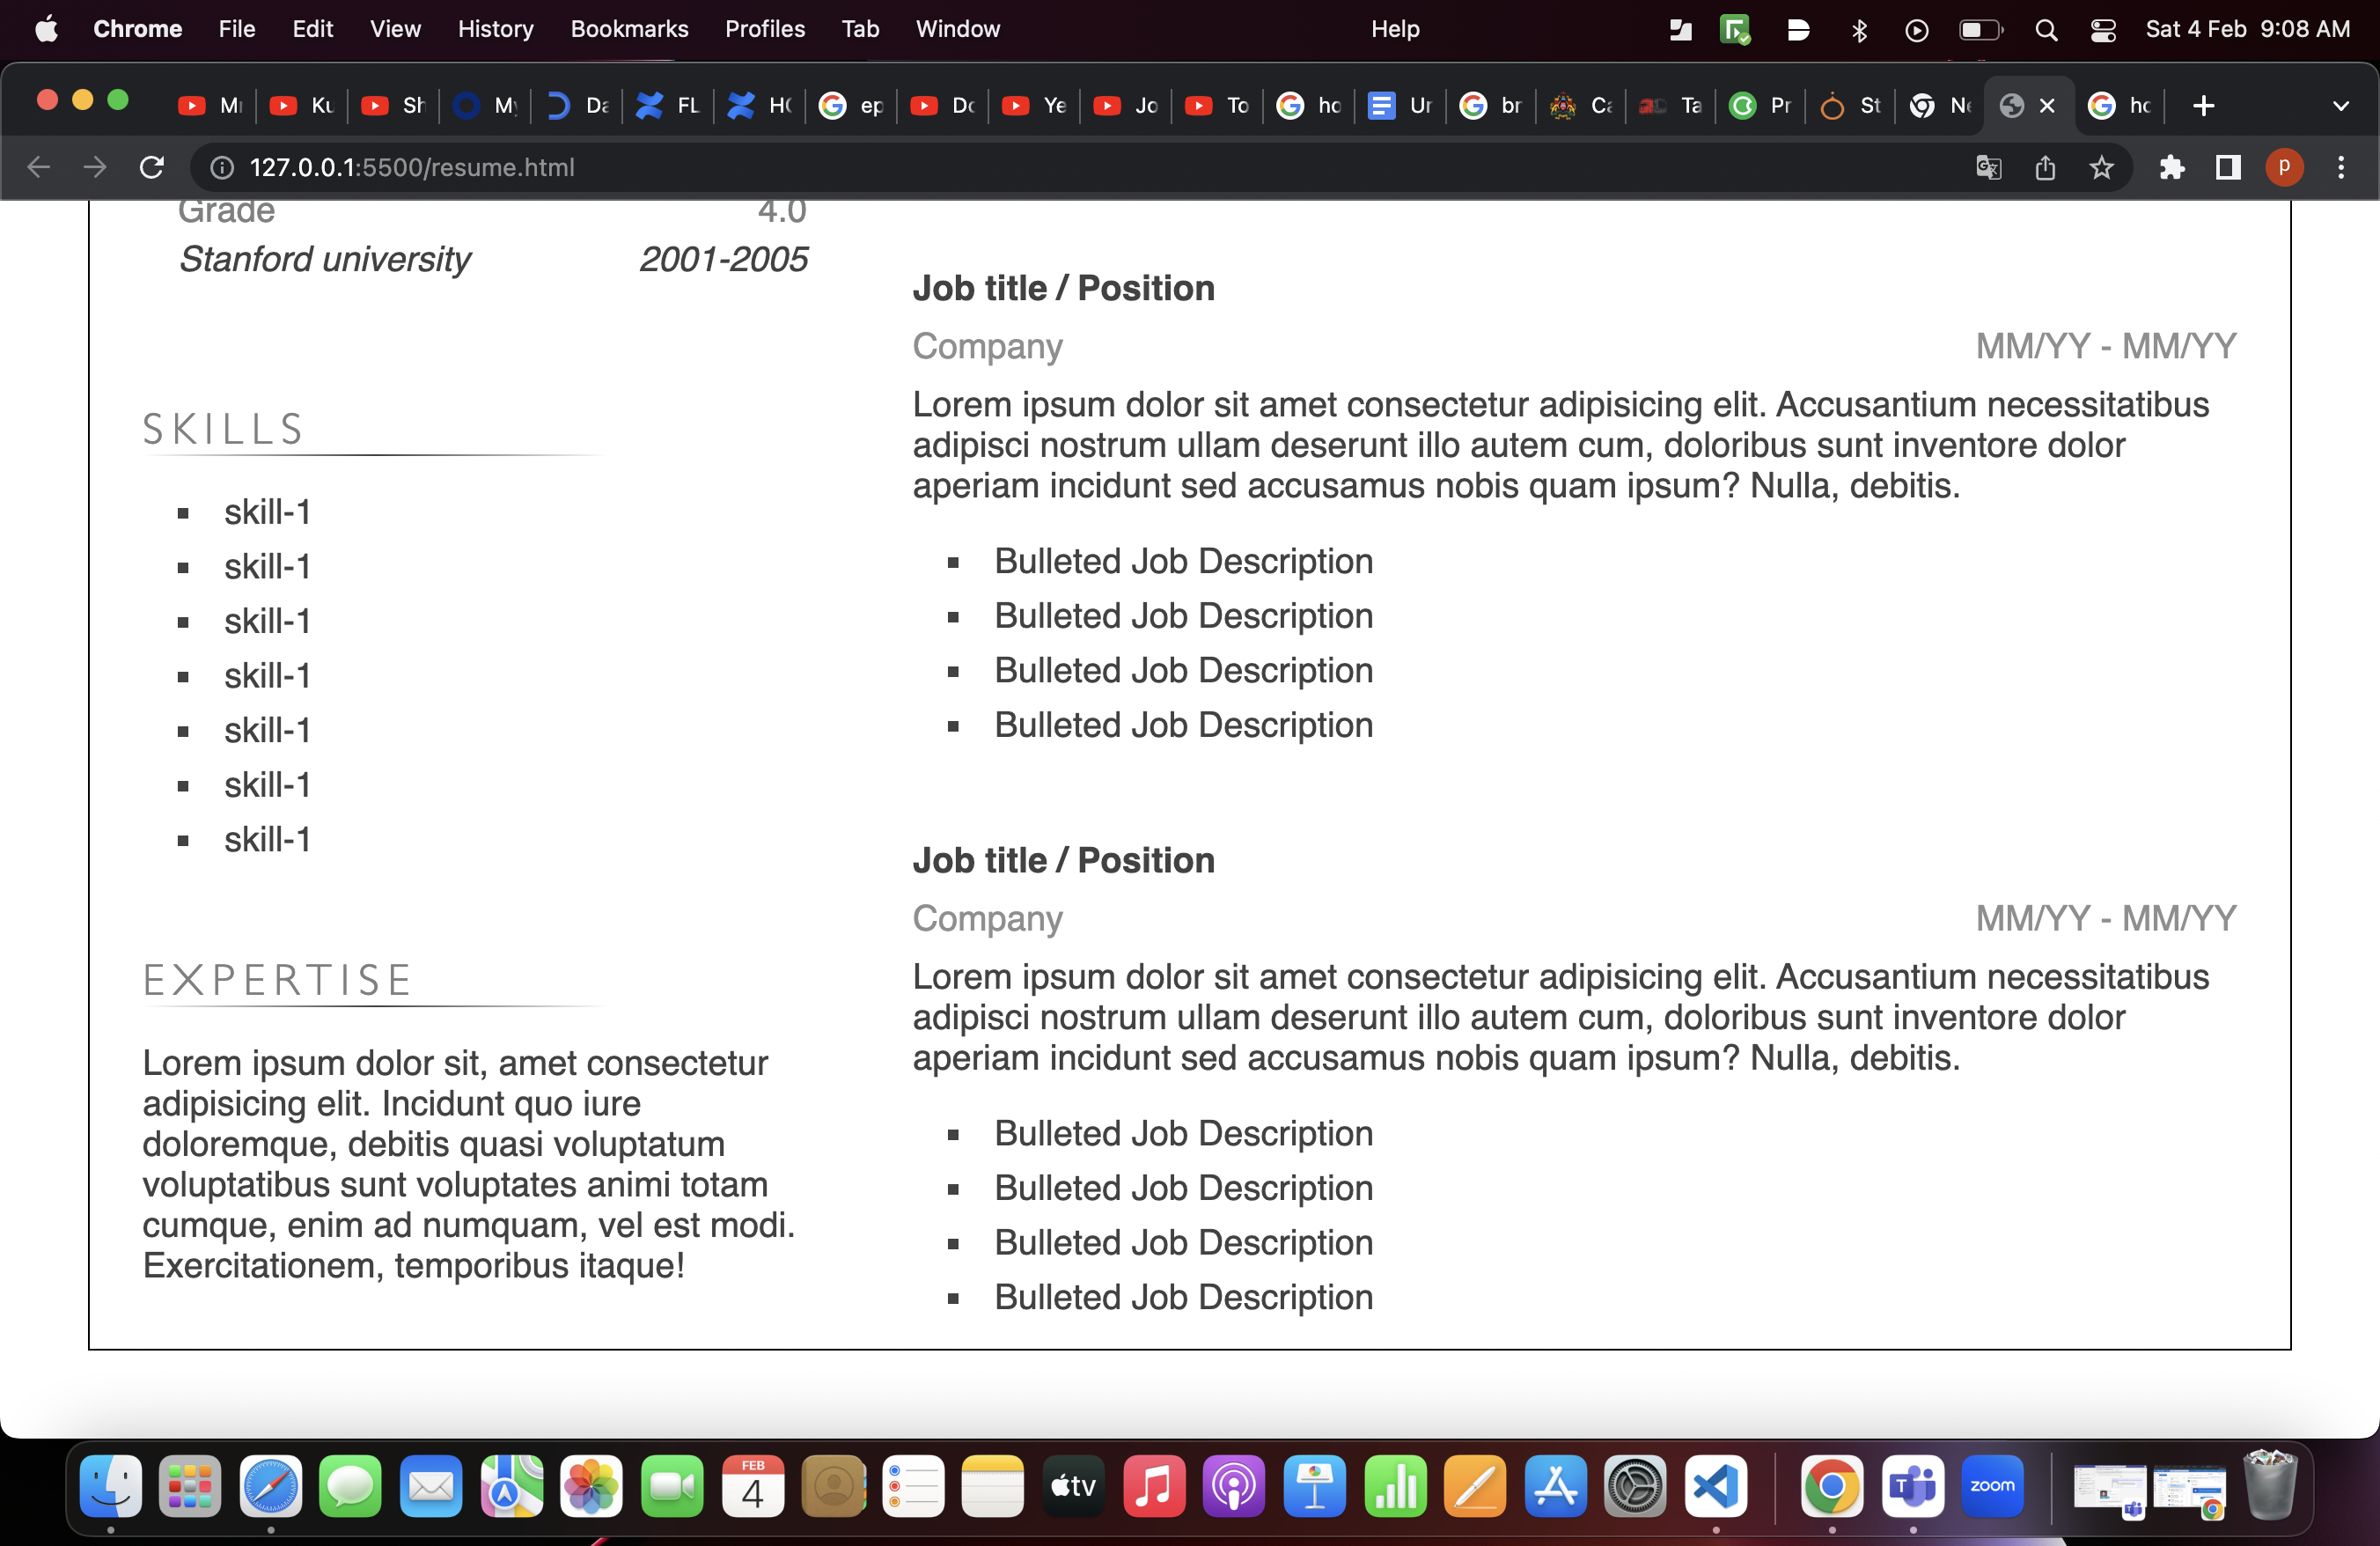 Chrome File Edit View History Bookmarks Profiles Tab Window Help Sat 4 Feb 9:08 AM
Mr Ku Sh My Da FL HO ep Do Ye Jo To ho Ur br Ca Ta Pr St Ne ho
127.0.0.1:5500/resume.html
p
Grade 4.0
Stanford university 2001-2005
SKILLS
skill-1
skill-1
skill-1
skill-1
skill-1
skill-1
skill-1
EXPERTISE
Lorem ipsum dolor sit, amet consectetur
adipisicing elit. Incidunt quo iure
doloremque, debitis quasi voluptatum
voluptatibus sunt voluptates animi totam
cumque, enim ad numquam, vel est modi.
Exercitationem, temporibus itaque!
Job title / Position
Company MM/YY - MM/YY
Lorem ipsum dolor sit amet consectetur adipisicing elit. Accusantium necessitatibus
adipisci nostrum ullam deserunt illo autem cum, doloribus sunt inventore dolor
aperiam incidunt sed accusamus nobis quam ipsum? Nulla, debitis.
Bulleted Job Description
Bulleted Job Description
Bulleted Job Description
Bulleted Job Description
Job title / Position
Company MM/YY - MM/YY
Lorem ipsum dolor sit amet consectetur adipisicing elit. Accusantium necessitatibus
adipisci nostrum ullam deserunt illo autem cum, doloribus sunt inventore dolor
aperiam incidunt sed accusamus nobis quam ipsum? Nulla, debitis.
Bulleted Job Description
Bulleted Job Description
Bulleted Job Description
Bulleted Job Description
FEB
4
tv
T
zoom